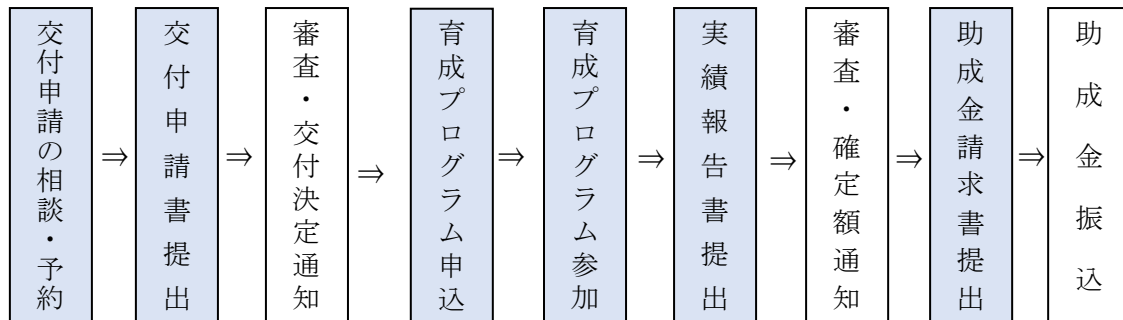 交付申請の相談・予約
⇒
交付申請書提出
⇒
審査・交付決定通知
⇒
育成プログラム申込
⇒
育成プログラム参加
⇒
実績報告書提出
⇒
審査・確定額通知
⇒
助成金請求書提出
⇒
助成金振込